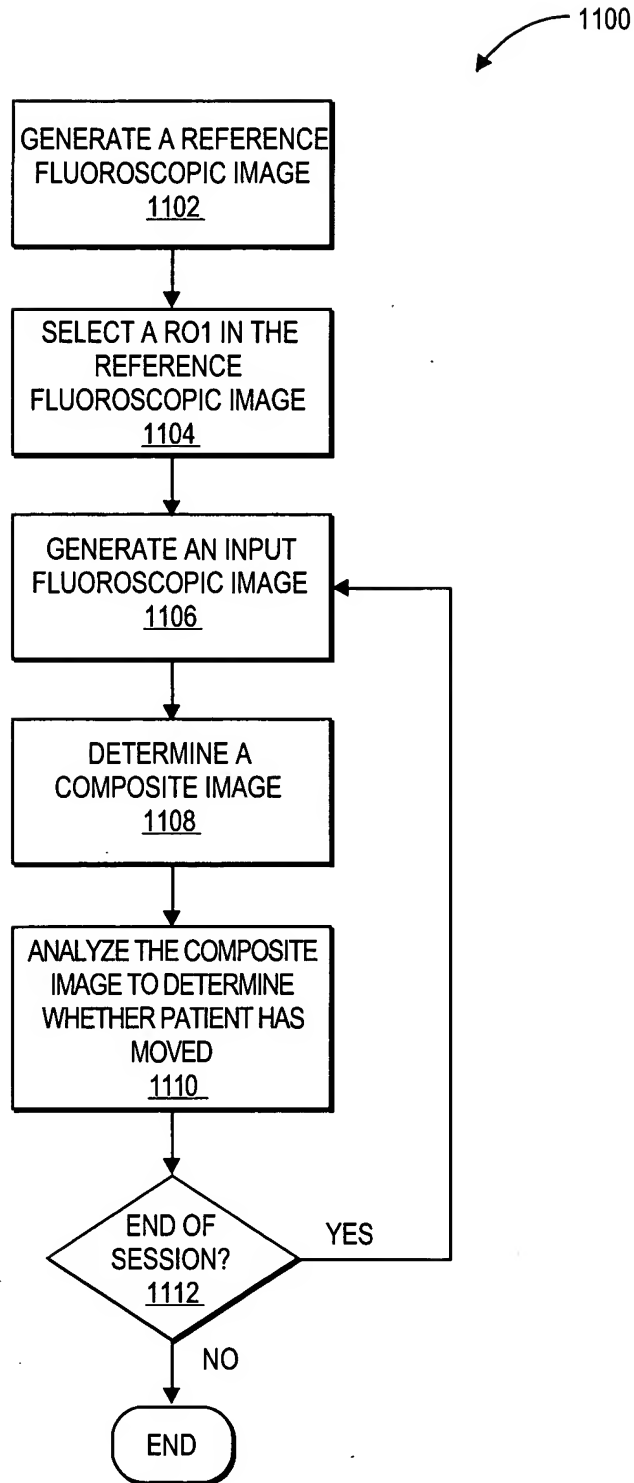 1100
GENERATE A REFERENCE
FLUOROSCOPIC IMAGE
1102
SELECT A RO1 IN THE
REFERENCE
FLUOROSCOPIC IMAGE
1104
GENERATE AN INPUT
FLUOROSCOPIC IMAGE
1106
DETERMINE A
COMPOSITE IMAGE
1108
ANALYZE THE COMPOSITE
IMAGE TO DETERMINE
WHETHER PATIENT HAS
MOVED
1110
END OF
SESSION?
1112
YES
NO
END